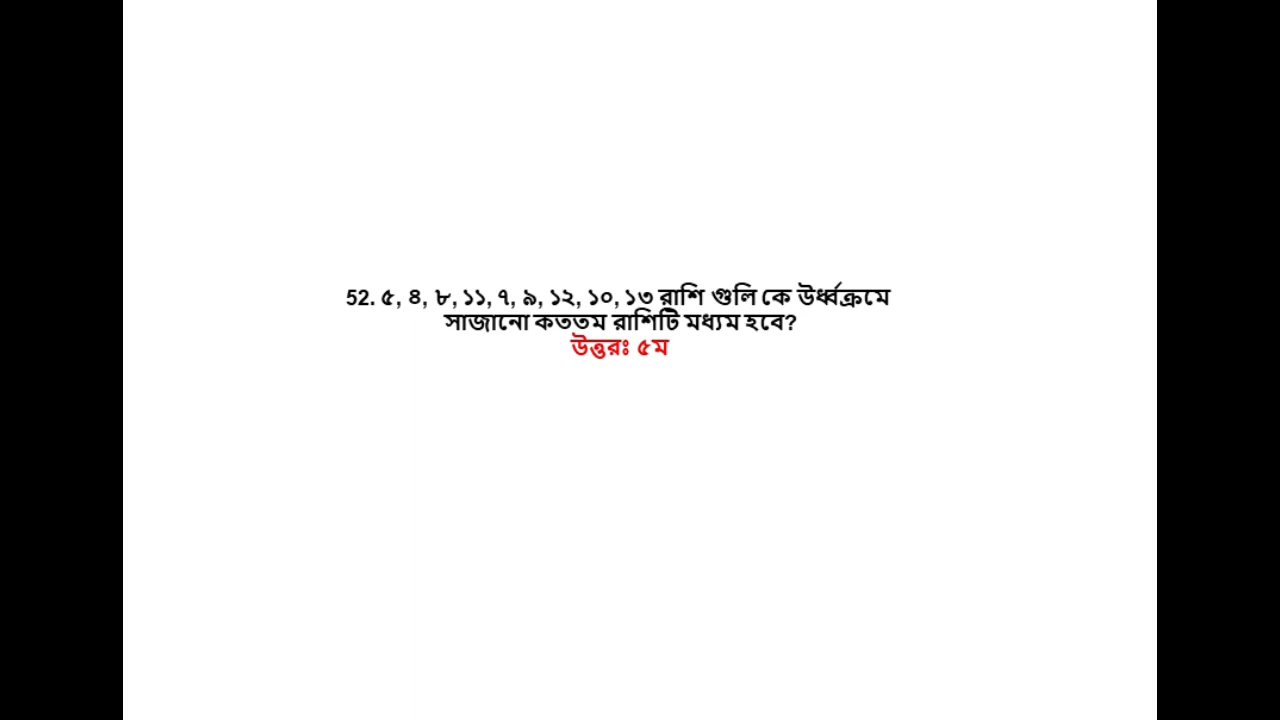 52. ৫, ৪, ৮, ১১, ৭, ৯, ১২, ১০, ১৩ রাশি গুলি কে উর্ধ্বক্রমে
সাজানো কততম রাশিটি মধ্যম হবে?
উত্তরঃ ৫ম